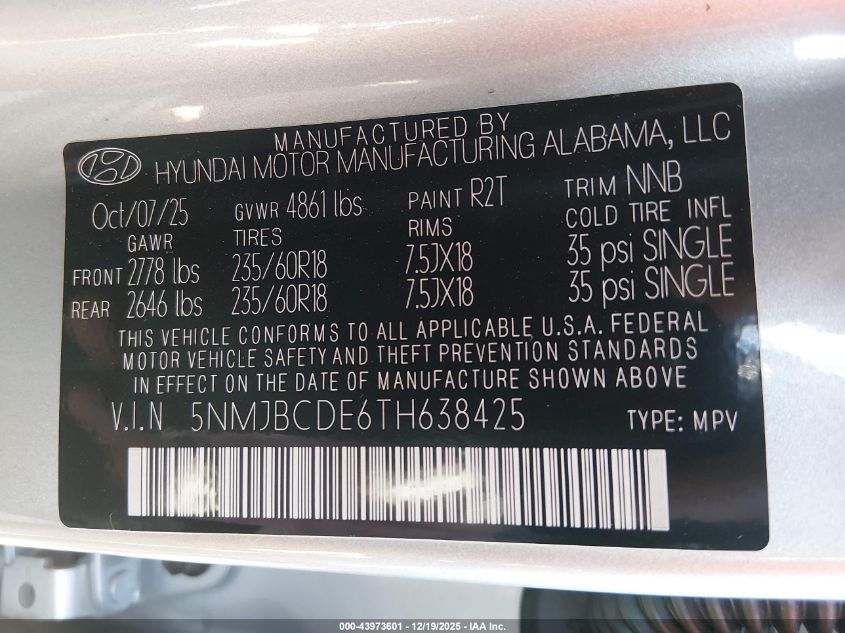 MANUFACTURED BY
HYUNDAI MOTOR MANUFACTURING ALABAMA, LLC
Oct/07/25 GVWR 4861 lbs PAINT R2T TRIM NNB
GAWR TIRES RIMS COLD TIRE INFL
FRONT 2778 lbs 235/60R18 7.5JX18 35 psi SINGLE
REAR 2646 lbs 235/60R18 7.5JX18 35 psi SINGLE
THIS VEHICLE CONFORMS TO ALL APPLICABLE U.S.A. FEDERAL
MOTOR VEHICLE SAFETY AND THEFT PREVENTION STANDARDS
IN EFFECT ON THE DATE OF MANUFACTURE SHOWN ABOVE
V.I.N 5NMJBCDE6TH638425 TYPE: MPV
000-43973601 - 12/19/2025 - IAA Inc.